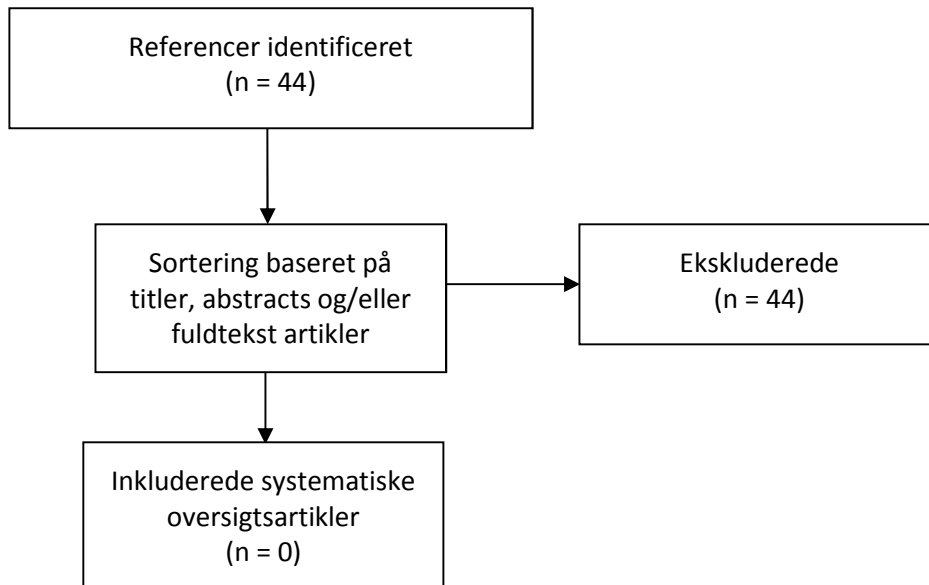 Referencer identificeret
(n = 44)
Sortering baseret på
titler, abstracts og/eller
fuldtekst artikler
Ekskluderede
(n = 44)
Inkluderede systematiske
oversigtsartikler
(n = 0)